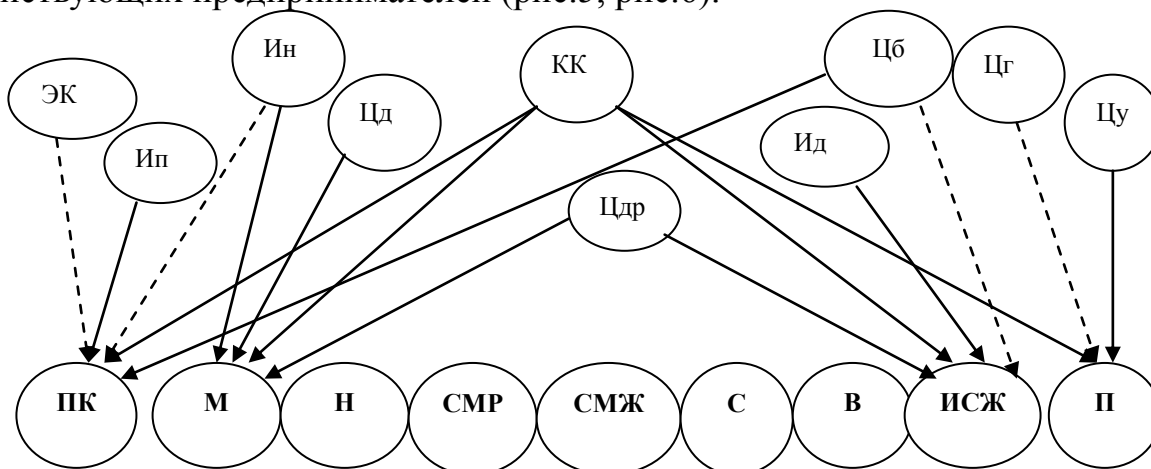 действующих предпринимателей (рис.5, рис.6).
Ин КК Цб Цг
ЭК Цд Цу
Ип Ид
Цдр
ПК М Н СМР СМЖ С В ИСЖ П